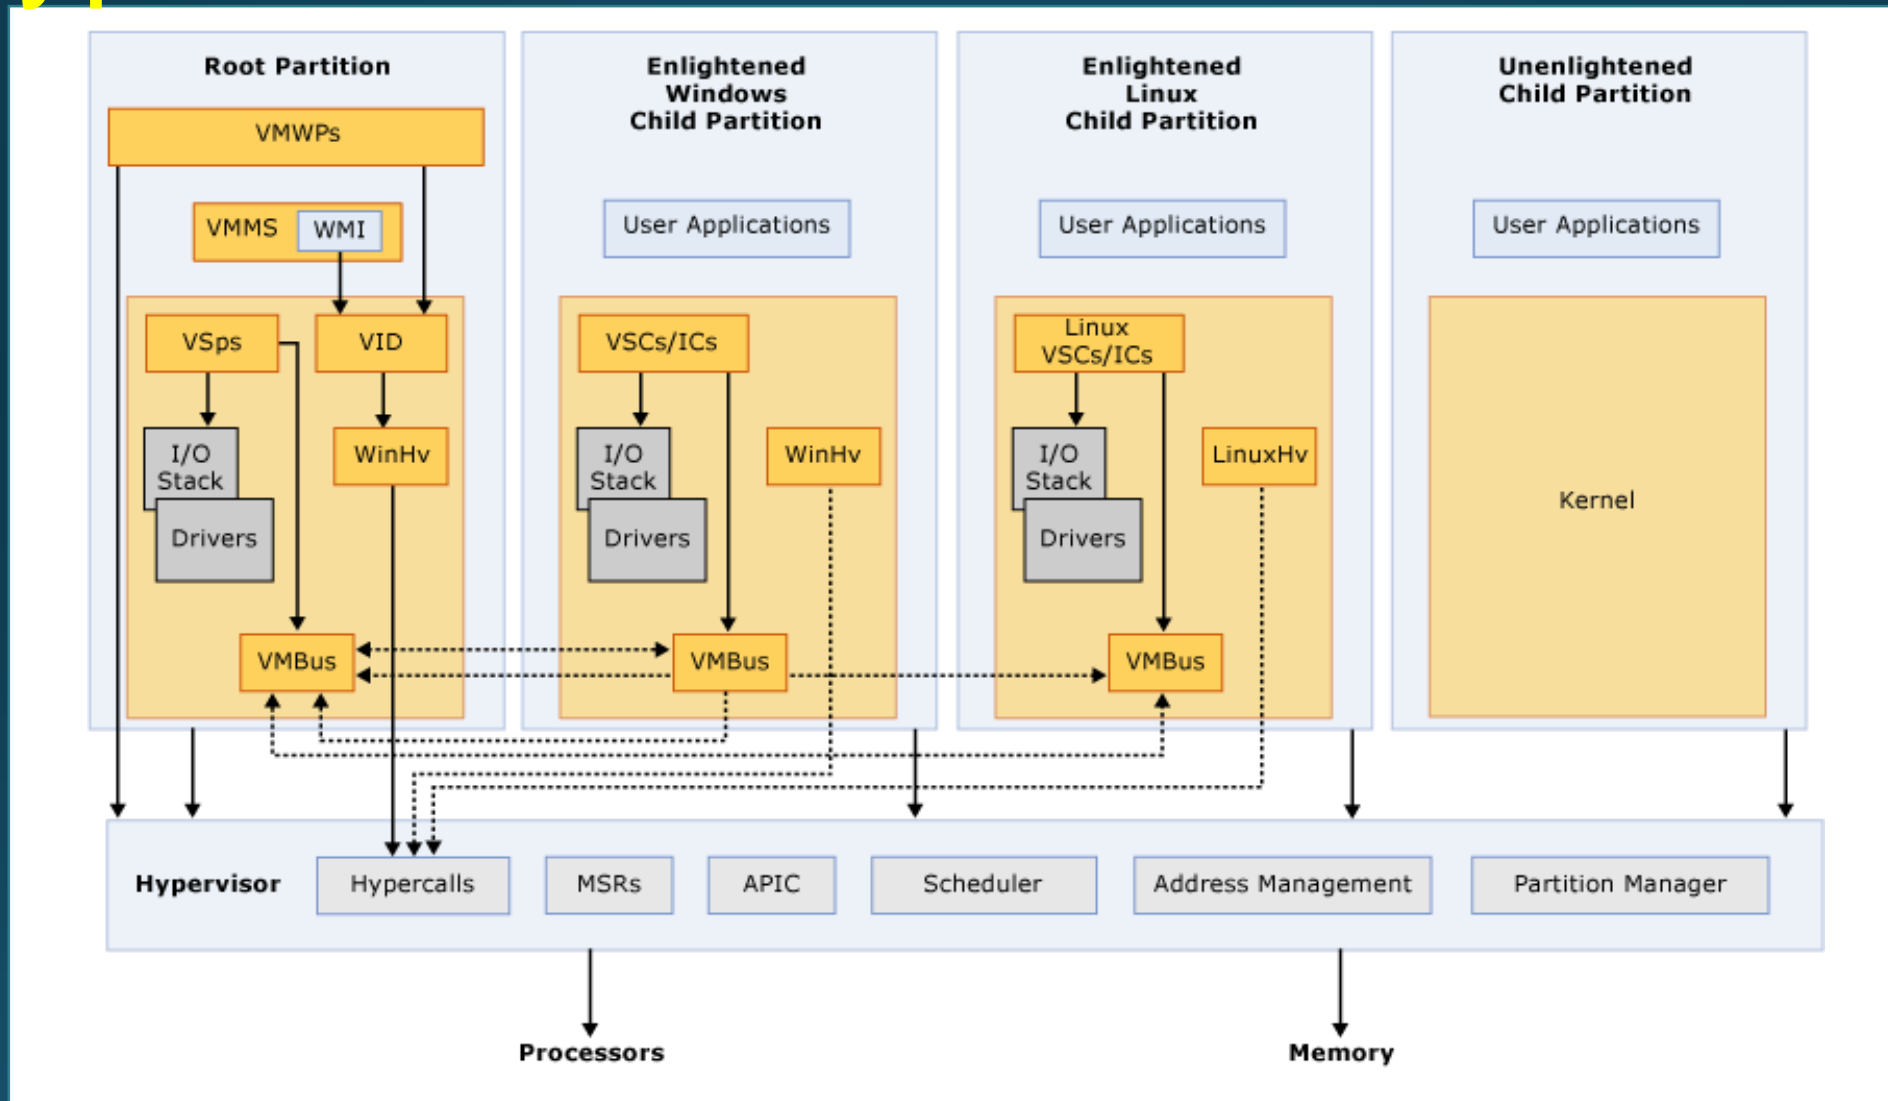 Root Partition
VMWPs
VMMS
WMI
VSps
VID
I/O
Stack
Drivers
WinHv
VMBus
Enlightened
Windows
Child Partition
User Applications
VSCs/ICs
I/O
Stack
Drivers
WinHv
VMBus
Enlightened
Linux
Child Partition
User Applications
Linux
VSCs/ICs
I/O
Stack
Drivers
LinuxHv
VMBus
Unenlightened
Child Partition
User Applications
Kernel
Hypervisor
Hypercalls
MSRs
APIC
Scheduler
Address Management
Partition Manager
Processors
Memory